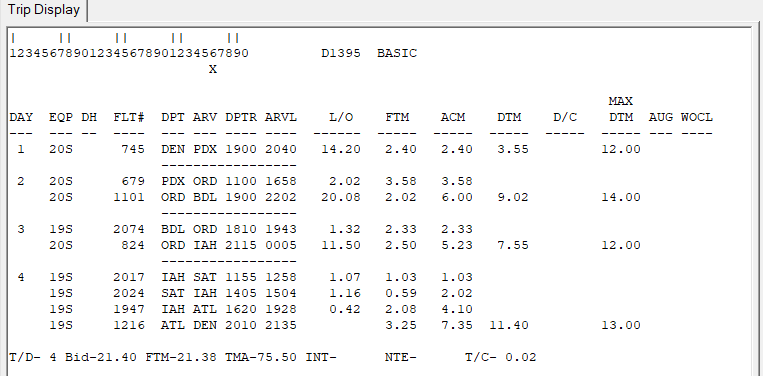 Trip Display
|     ||     ||     ||     ||
1234567890123456789012345678901234567890          D1395  BASIC
X
MAX
DAY  EQP DH  FLT#  DPT ARV DPTR ARVL    L/O    FTM    ACM    DTM    D/C    DTM  AUG WOCL
---  --- --  ----  --- --- ---- ----  ------  -----  -----  -----  -----  ----- --- ----
1   20S       745  DEN PDX 1900 2040   14.20   2.40   2.40   3.55          12.00
-----------------
2   20S       679  PDX ORD 1100 1658    2.02   3.58   3.58
20S      1101  ORD BDL 1900 2202   20.08   2.02   6.00   9.02          14.00
-----------------
3   19S      2074  BDL ORD 1810 1943    1.32   2.33   2.33
20S       824  ORD IAH 2115 0005   11.50   2.50   5.23   7.55          12.00
-----------------
4   19S      2017  IAH SAT 1155 1258    1.07   1.03   1.03
19S      2024  SAT IAH 1405 1504    1.16   0.59   2.02
19S      1947  IAH ATL 1620 1928    0.42   2.08   4.10
19S      1216  ATL DEN 2010 2135           3.25   7.35  11.40          13.00
T/D- 4 Bid-21.40 FTM-21.38 TMA-75.50 INT-      NTE-      T/C- 0.02